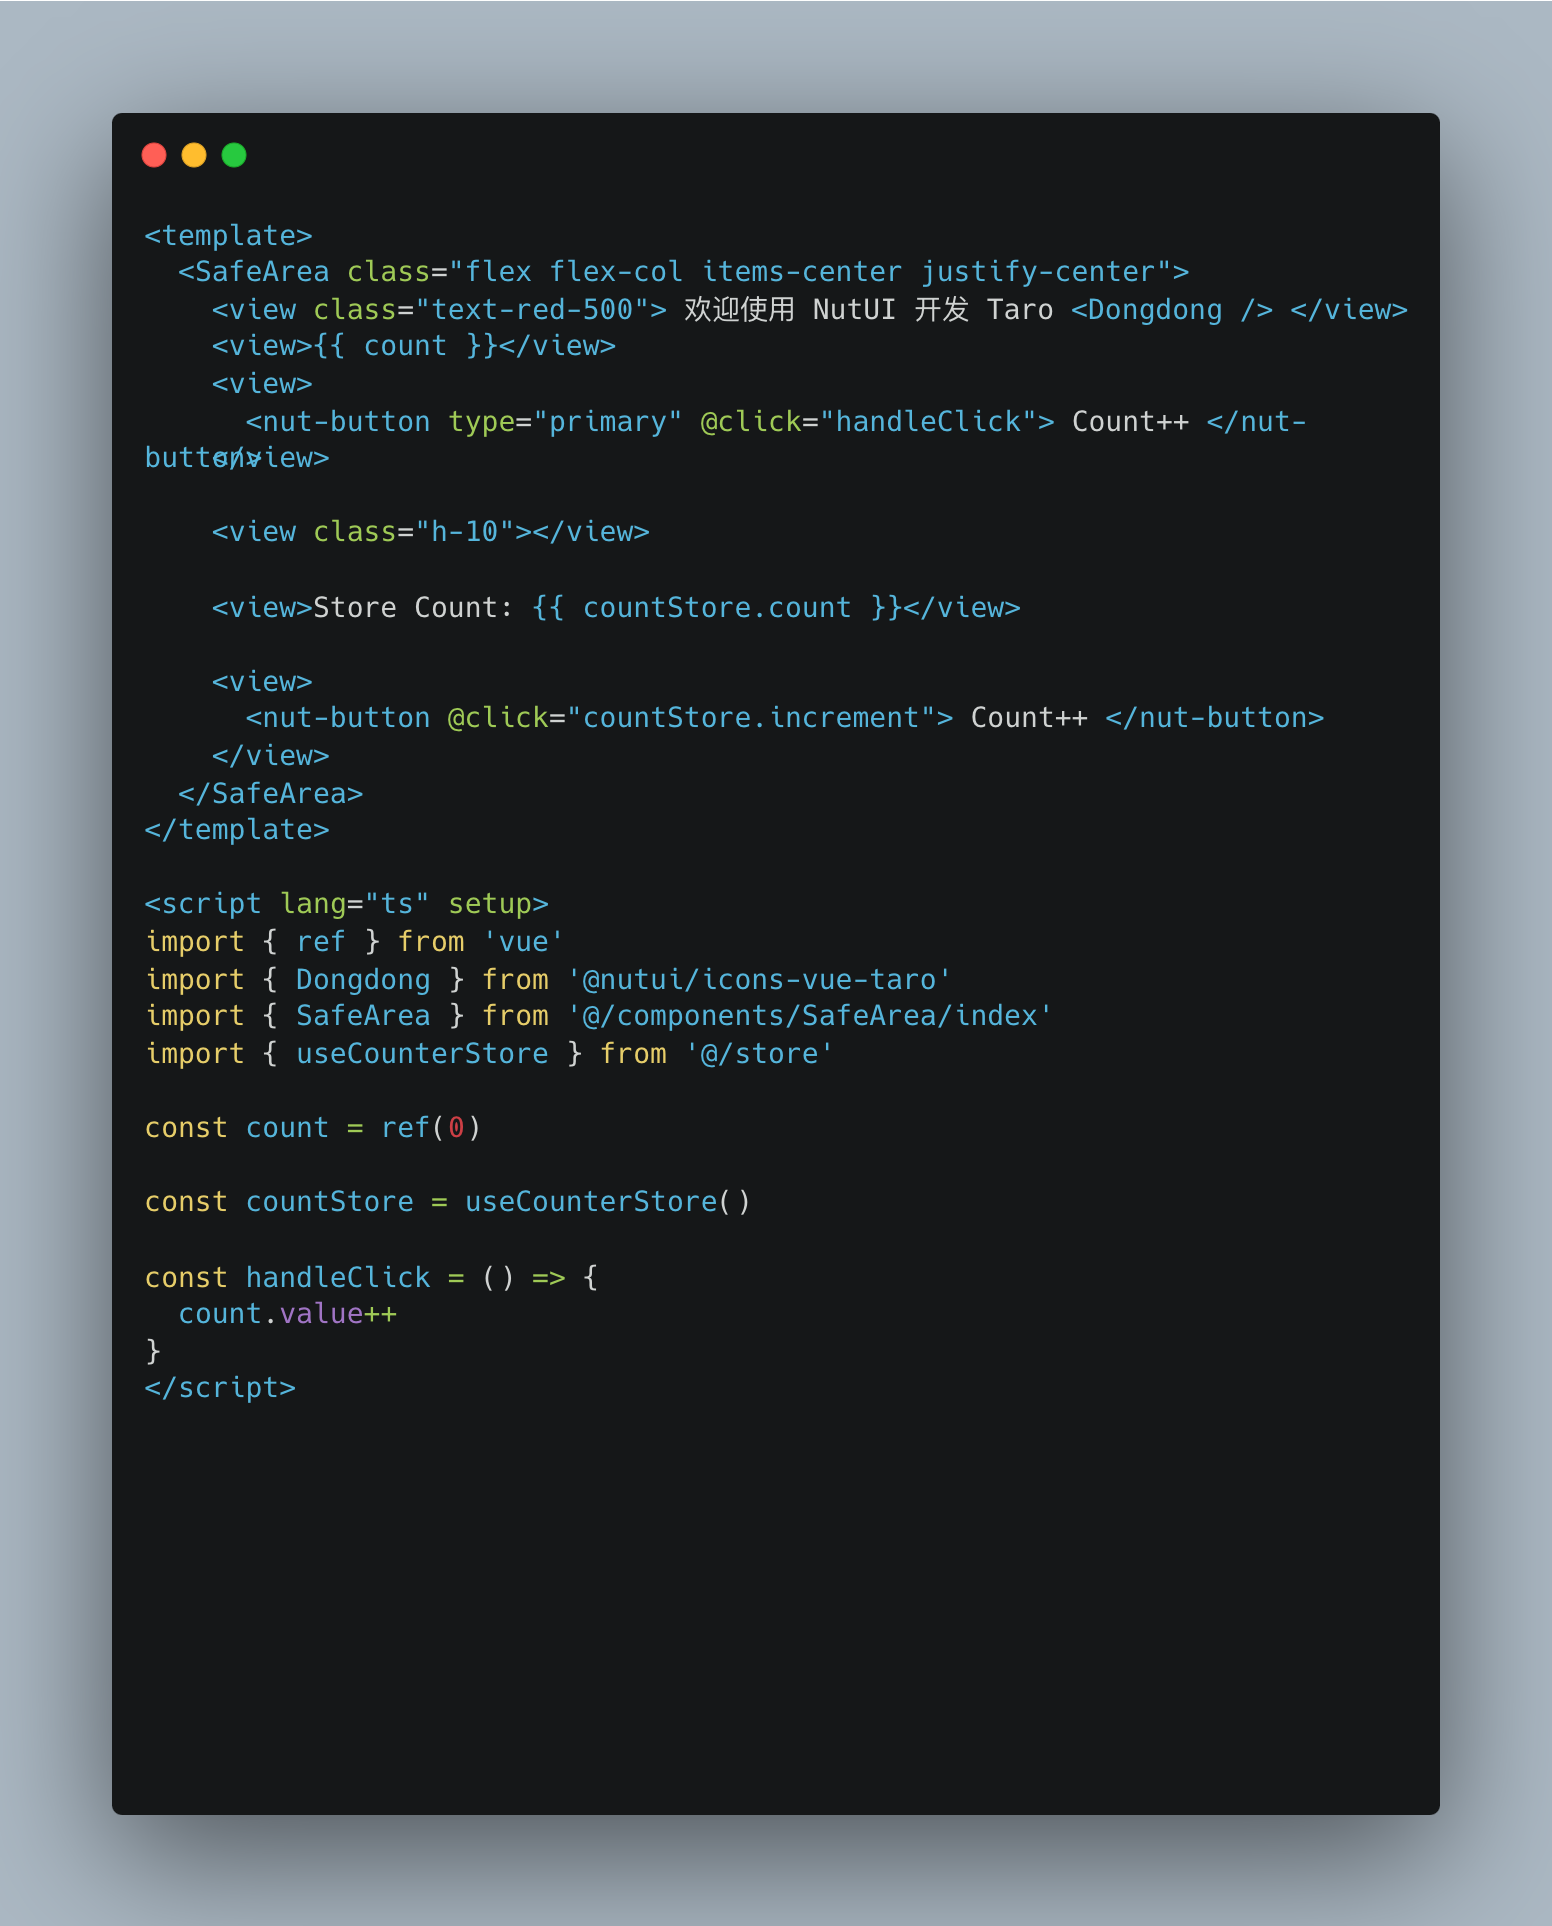 <template>
  <SafeArea class="flex flex-col items-center justify-center">
    <view class="text-red-500"> 欢迎使用 NutUI 开发 Taro <Dongdong /> </view>
    <view>{{ count }}</view>
    <view>
      <nut-button type="primary" @click="handleClick"> Count++ </nut-
button>
    </view>

    <view class="h-10"></view>

    <view>Store Count: {{ countStore.count }}</view>

    <view>
      <nut-button @click="countStore.increment"> Count++ </nut-button>
    </view>
  </SafeArea>
</template>

<script lang="ts" setup>
import { ref } from 'vue'
import { Dongdong } from '@nutui/icons-vue-taro'
import { SafeArea } from '@/components/SafeArea/index'
import { useCounterStore } from '@/store'

const count = ref(0)

const countStore = useCounterStore()

const handleClick = () => {
  count.value++
}
</script>